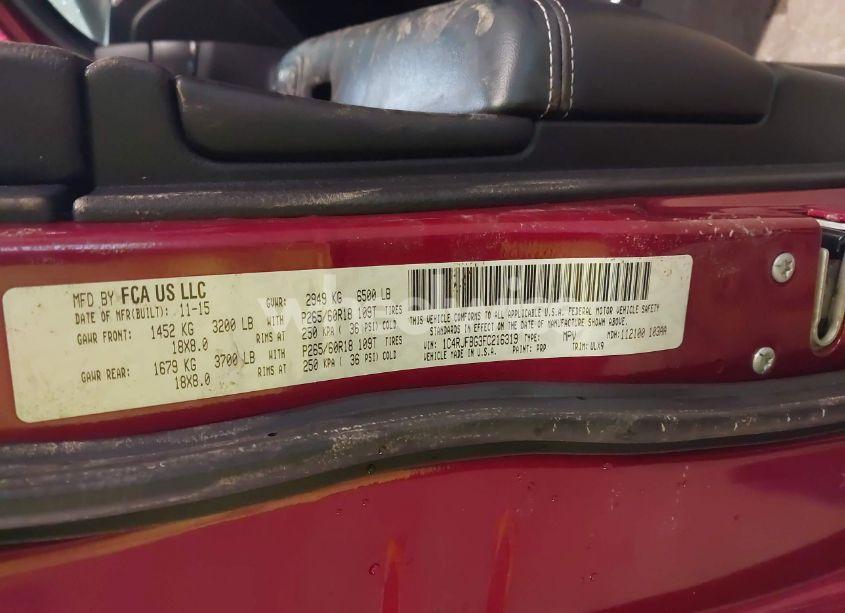 MFD BY FCA US LLC
DATE OF MFR(BUILT): 11-15 GVWR: 2949 KG 6500 LB
GAWR FRONT: 1452 KG 3200 LB WITH P265/60R18 109T TIRES
18X8.0 RIMS AT 250 KPA ( 36 PSI) COLD
GAWR REAR: 1679 KG 3700 LB WITH P265/60R18 109T TIRES
18X8.0 RIMS AT 250 KPA ( 36 PSI) COLD
THIS VEHICLE CONFORMS TO ALL APPLICABLE U.S.A. FEDERAL MOTOR VEHICLE SAFETY
STANDARDS IN EFFECT ON THE DATE OF MANUFACTURE SHOWN ABOVE.
VIN: 1C4RJFBG3FC216319 TYPE: MPV MDH: 112100 103AA
MADE IN U.S.A. PAINT: PRP TRIM: ULX9